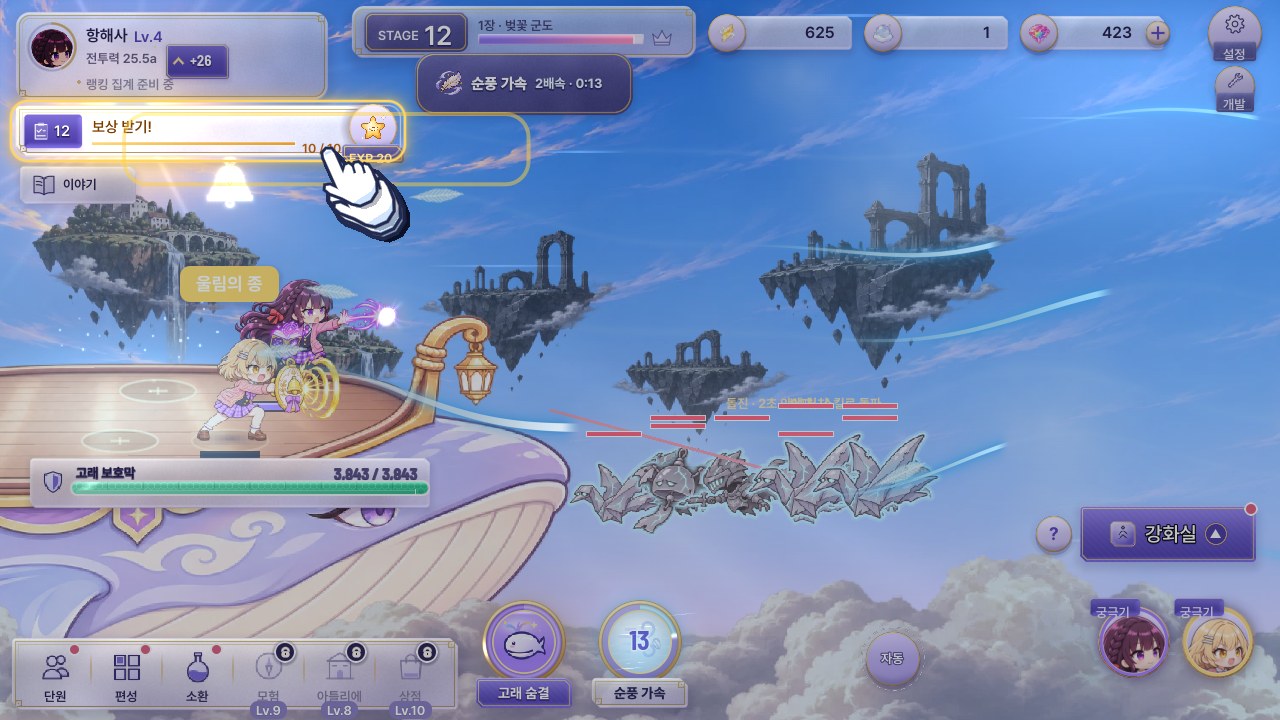 항해사 Lv.4
전투력 25.5a
+26
* 랭킹 집계 준비 중
STAGE 12
1장 · 벚꽃 군도
순풍 가속 2배속 · 0:13
625
1
423
설정
개발
12
보상 받기!
10
EXP 20
이야기
울림의 종
돌진 · 2초
고래 보호막
3,843 / 3,843
?
강화실
궁극기
궁극기
단원
편성
소환
모험
아틀리에
상점
Lv.9
Lv.8
Lv.10
고래 숨결
13
순풍 가속
자동